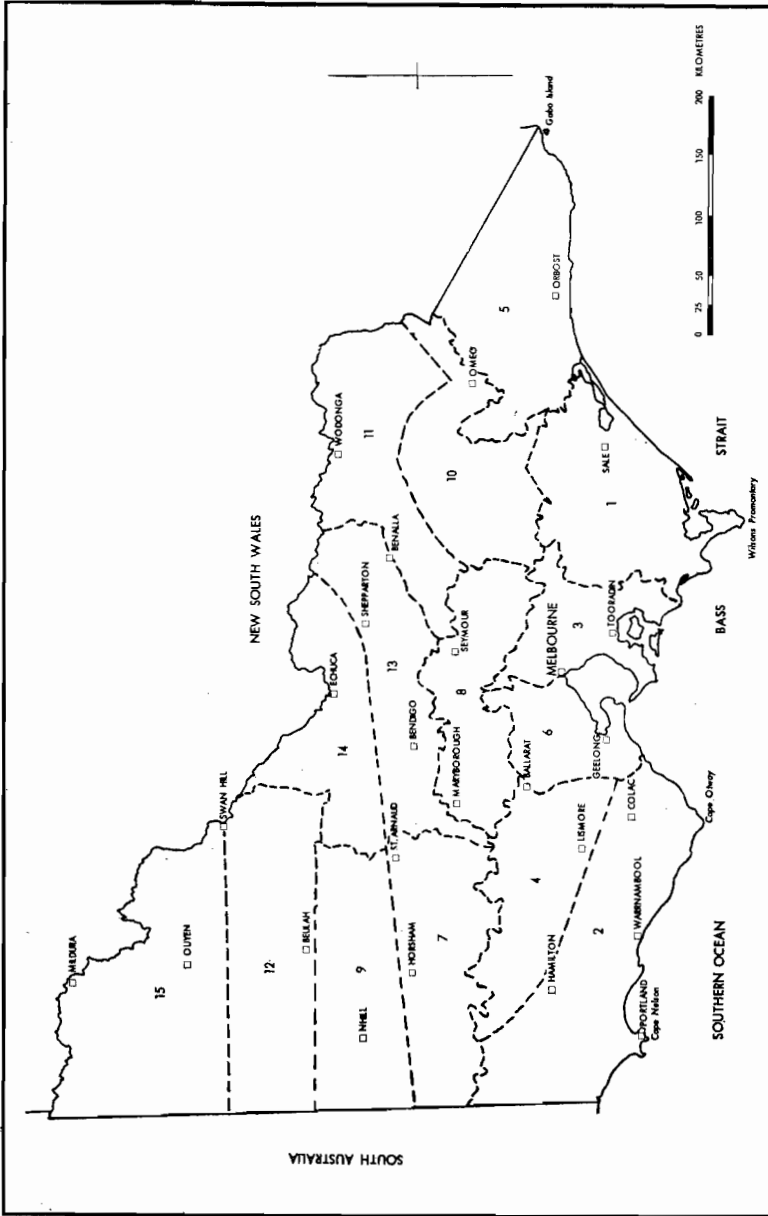 NEW SOUTH WALES
SOUTH AUSTRALIA
MILDURA
15
OUYEN
SWAN HILL
12
BEULAH
ECHUCA
14
WODONGA
11
SHEPPARTON
BENALLA
9
NHILL
ST. ARNAUD
13
BENDIGO
HORSHAM
7
MARYBOROUGH
8
SEYMOUR
10
OMEO
5
ORBOST
Gabo Island
4
BALLARAT
6
MELBOURNE
3
HAMILTON
LISMORE
GEELONG
TOORADIN
SALE
1
2
COLAC
WARRNAMBOOL
PORTLAND
Cape Nelson
Cape Otway
Wilsons Promontory
SOUTHERN OCEAN
BASS
STRAIT
0 25 50 100 150 200 KILOMETRES